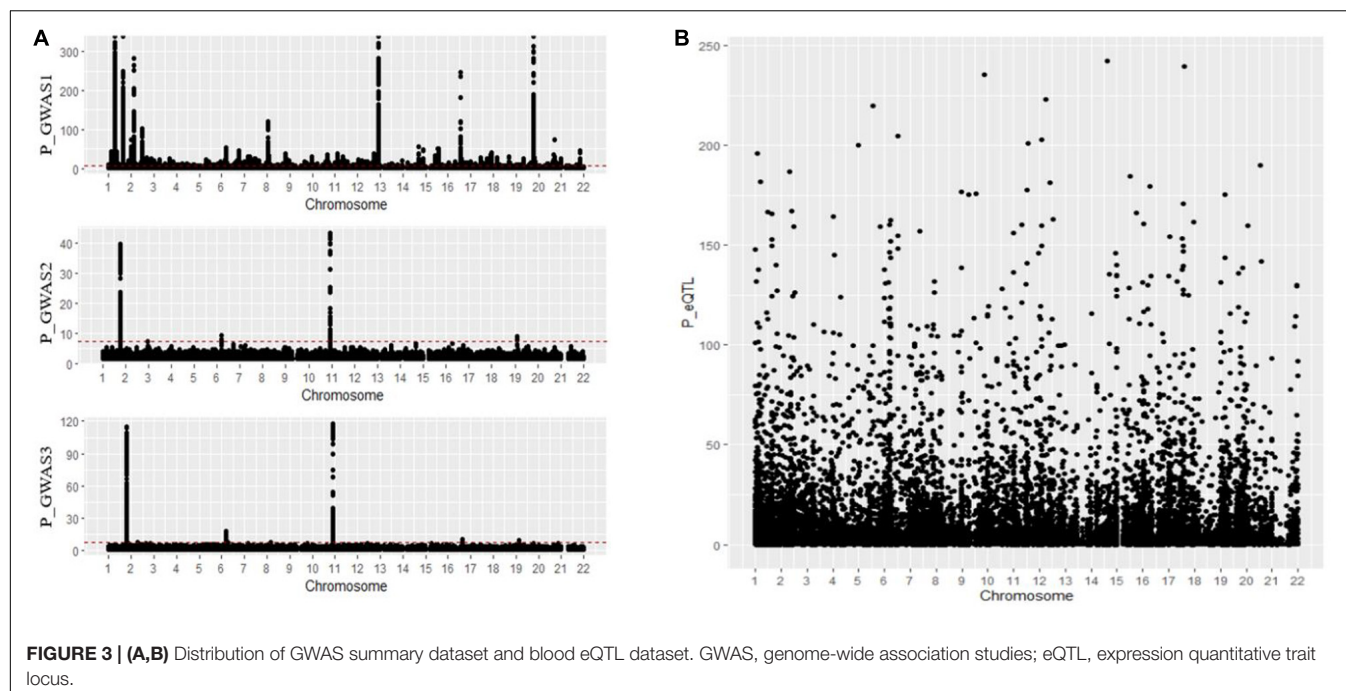 A
P_GWAS1
300
200
100
0
1 2 3 4 5 6 7 8 9 10 11 12 13 14 15 16 17 18 19 20 21 22
Chromosome
P_GWAS2
40
30
20
10
0
1 2 3 4 5 6 7 8 9 10 11 12 13 14 15 16 17 18 19 20 21 22
Chromosome
P_GWAS3
120
90
60
30
0
1 2 3 4 5 6 7 8 9 10 11 12 13 14 15 16 17 18 19 20 21 22
Chromosome
B
P_eQTL
250
200
150
100
50
0
1 2 3 4 5 6 7 8 9 10 11 12 13 14 15 16 17 18 19 20 21 22
Chromosome
FIGURE 3 | (A,B) Distribution of GWAS summary dataset and blood eQTL dataset. GWAS, genome-wide association studies; eQTL, expression quantitative trait
locus.